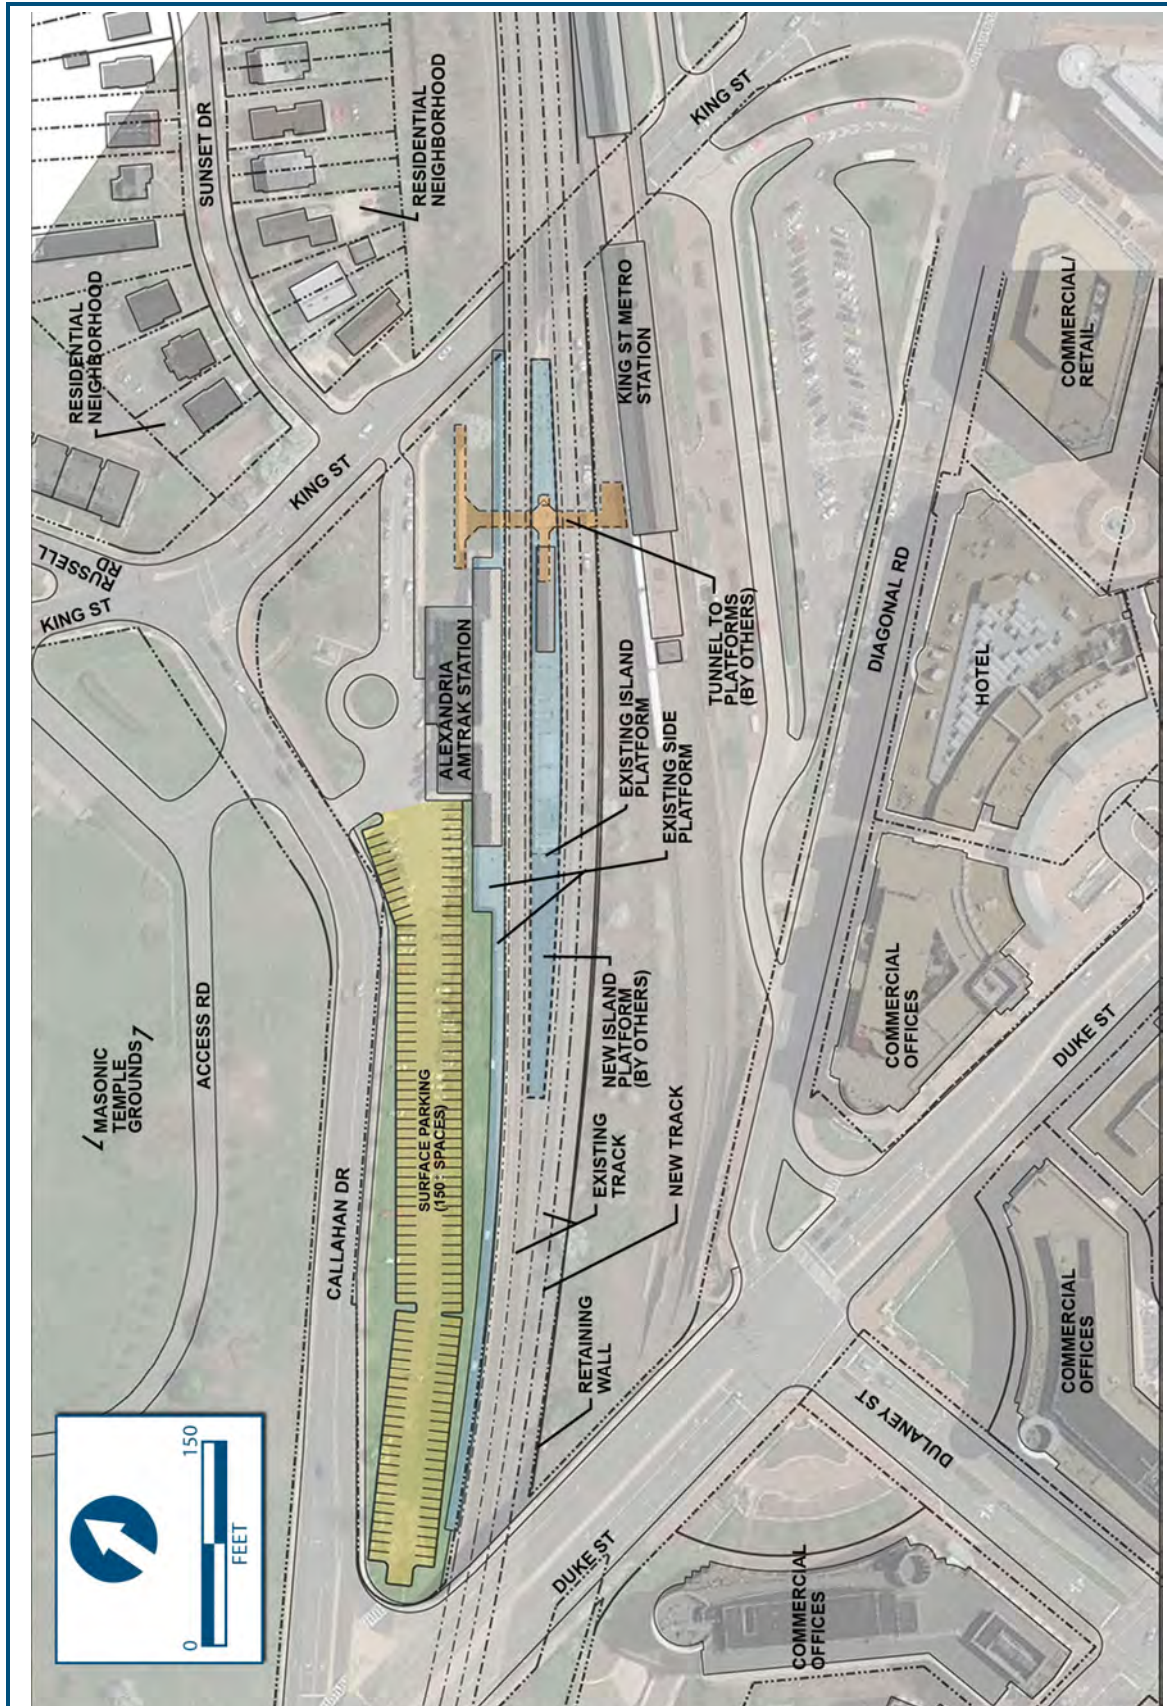 SUNSET DR
RESIDENTIAL
NEIGHBORHOOD
RESIDENTIAL
NEIGHBORHOOD
KING ST
KING ST
RUSSELL
RD
KING ST
KING ST METRO
STATION
COMMERCIAL/
RETAIL
ALEXANDRIA
AMTRAK STATION
TUNNEL TO
PLATFORMS
(BY OTHERS)
DIAGONAL RD
HOTEL
EXISTING ISLAND
PLATFORM
EXISTING SIDE
PLATFORM
MASONIC
TEMPLE
GROUNDS
ACCESS RD
CALLAHAN DR
SURFACE PARKING
(150 SPACES)
NEW ISLAND
PLATFORM
(BY OTHERS)
COMMERCIAL
OFFICES
DUKE ST
EXISTING
TRACK
NEW TRACK
RETAINING
WALL
COMMERCIAL
OFFICES
DULANEY ST
DUKE ST
COMMERCIAL
OFFICES
0
150
FEET